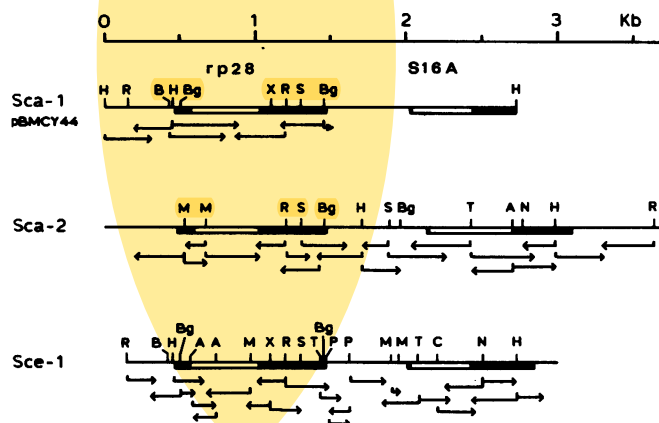 0 1 2 3 Kb
rp28 S16A
H R B H Bg X R S Bg H
Sca-1
pBMCY44
M M R S Bg H S Bg T A N H R
Sca-2
Bg Bg
R B H A A M X R S T P P M M T C N H
Sce-1